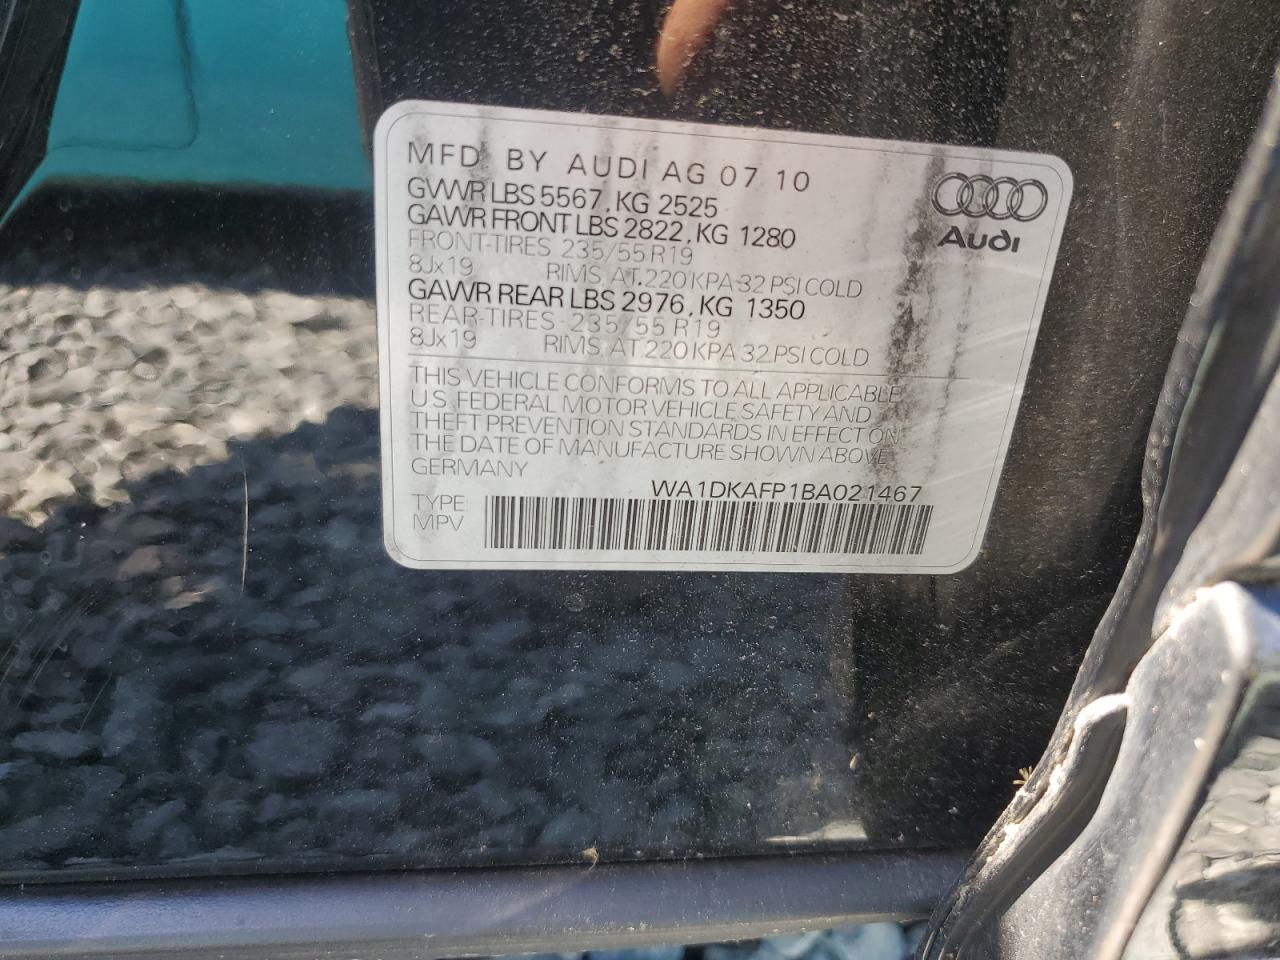 MFD BY AUDI AG 07 10
GVWR LBS 5567, KG 2525
GAWR FRONT LBS 2822, KG 1280
FRONT-TIRES 235/55 R19
8Jx19 RIMS AT 220 KPA 32 PSI COLD
GAWR REAR LBS 2976, KG 1350
REAR-TIRES 235/55 R19
8Jx19 RIMS AT 220 KPA 32 PSI COLD
Audi
THIS VEHICLE CONFORMS TO ALL APPLICABLE
U.S. FEDERAL MOTOR VEHICLE SAFETY AND
THEFT PREVENTION STANDARDS IN EFFECT ON
THE DATE OF MANUFACTURE SHOWN ABOVE
GERMANY
WA1DKAFP1BA021467
TYPE:
MPV